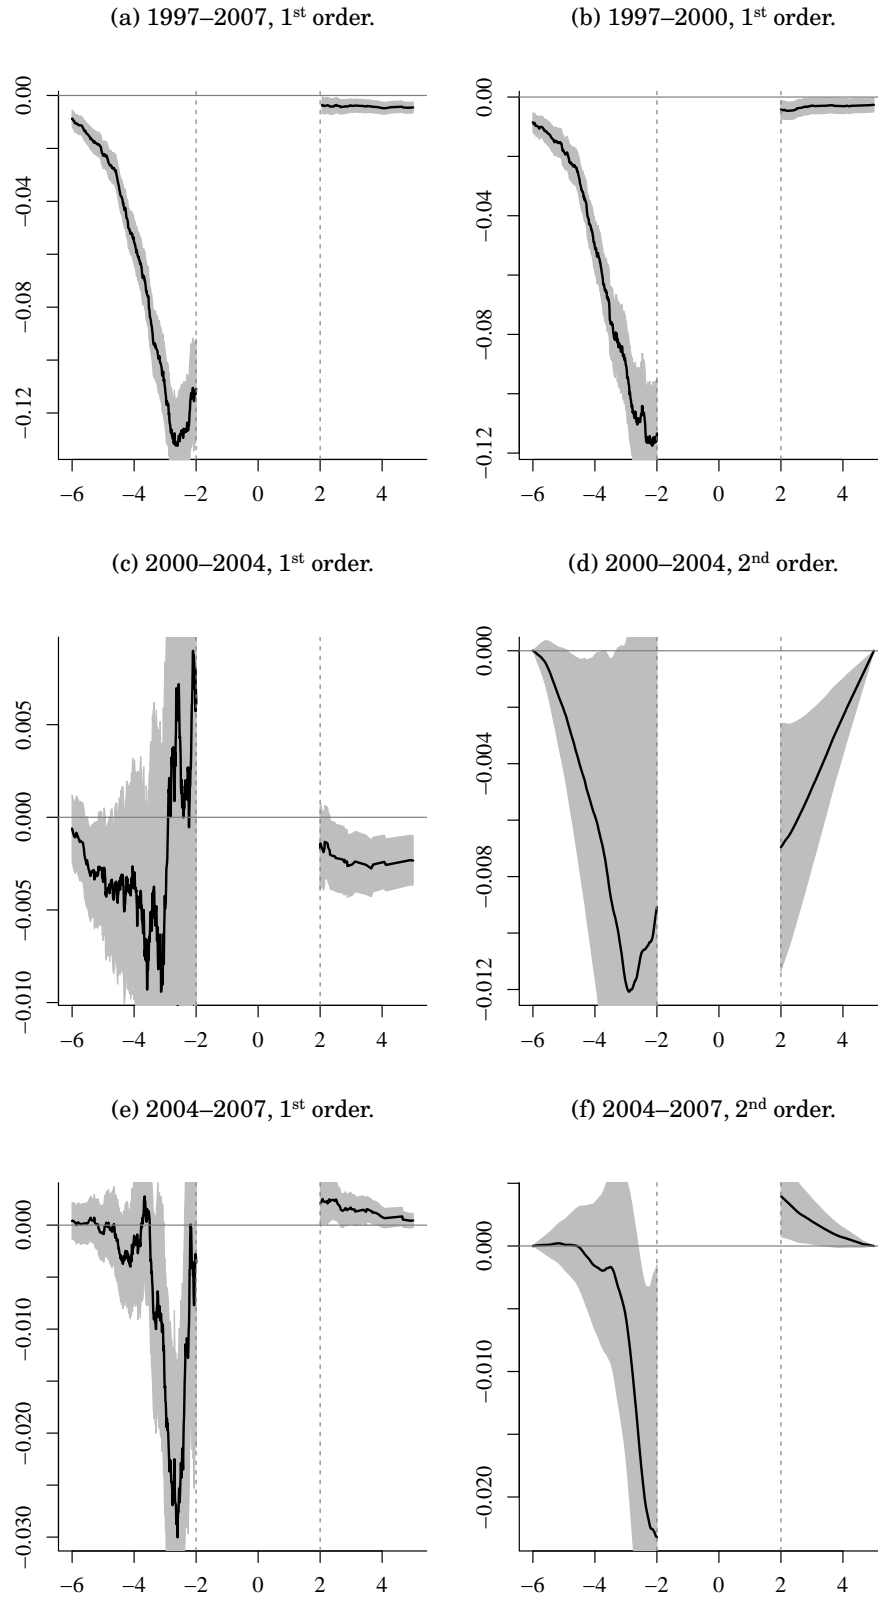 (a) 1997–2007, 1st order.
(b) 1997–2000, 1st order.
0.00
−0.04
−0.08
−0.12
−6 −4 −2 0 2 4
0.00
−0.04
−0.08
−0.12
−6 −4 −2 0 2 4
(c) 2000–2004, 1st order.
(d) 2000–2004, 2nd order.
0.005
0.000
−0.005
−0.010
−6 −4 −2 0 2 4
0.000
−0.004
−0.008
−0.012
−6 −4 −2 0 2 4
(e) 2004–2007, 1st order.
(f) 2004–2007, 2nd order.
0.000
−0.010
−0.020
−0.030
−6 −4 −2 0 2 4
0.000
−0.010
−0.020
−6 −4 −2 0 2 4